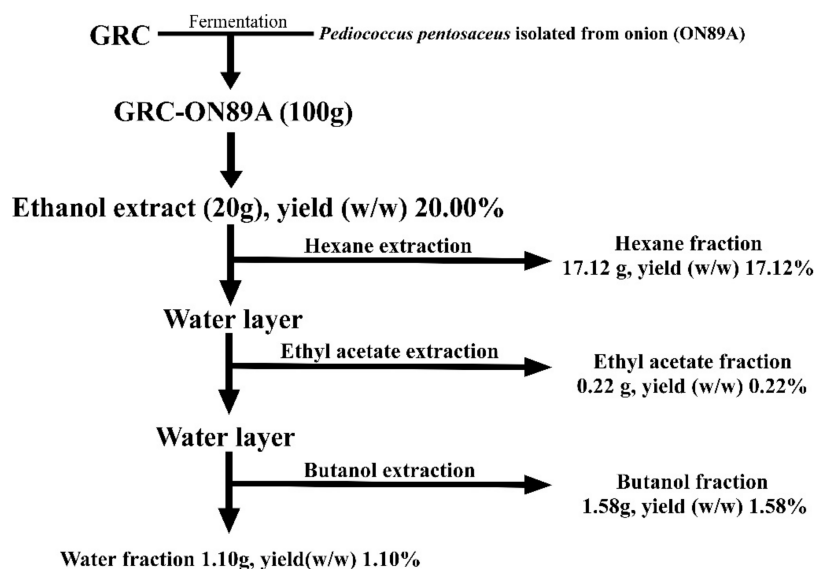 Fermentation
GRC
Pediococcus pentosaceus isolated from onion (ON89A)
GRC-ON89A (100g)
Ethanol extract (20g), yield (w/w) 20.00%
Hexane extraction
Hexane fraction
17.12 g, yield (w/w) 17.12%
Water layer
Ethyl acetate extraction
Ethyl acetate fraction
0.22 g, yield (w/w) 0.22%
Water layer
Butanol extraction
Butanol fraction
1.58g, yield (w/w) 1.58%
Water fraction 1.10g, yield(w/w) 1.10%